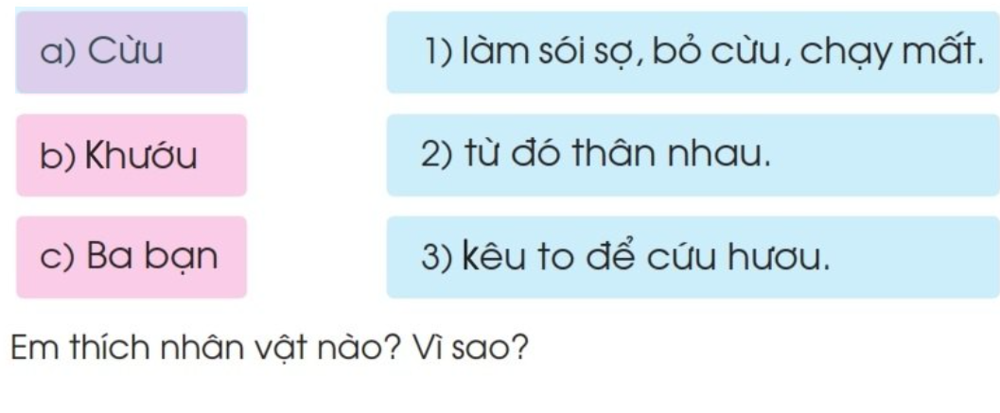 a) Cừu 1) làm sói sợ, bỏ cừu, chạy mất.
b) Khướu 2) từ đó thân nhau.
c) Ba bạn 3) kêu to để cứu hươu.
Em thích nhân vật nào? Vì sao?